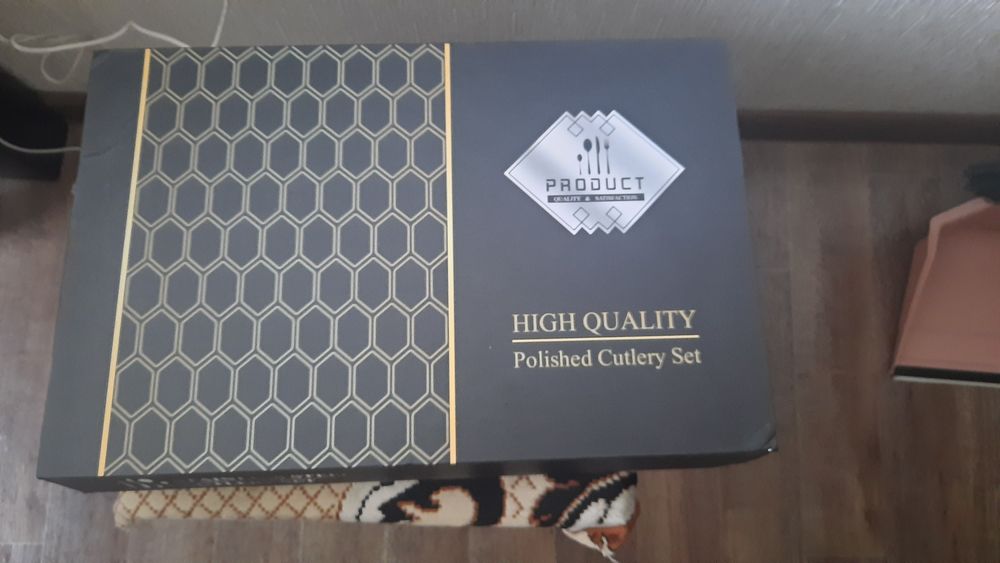 PRODUCT
QUALITY & SATISFACTION
HIGH QUALITY
Polished Cutlery Set